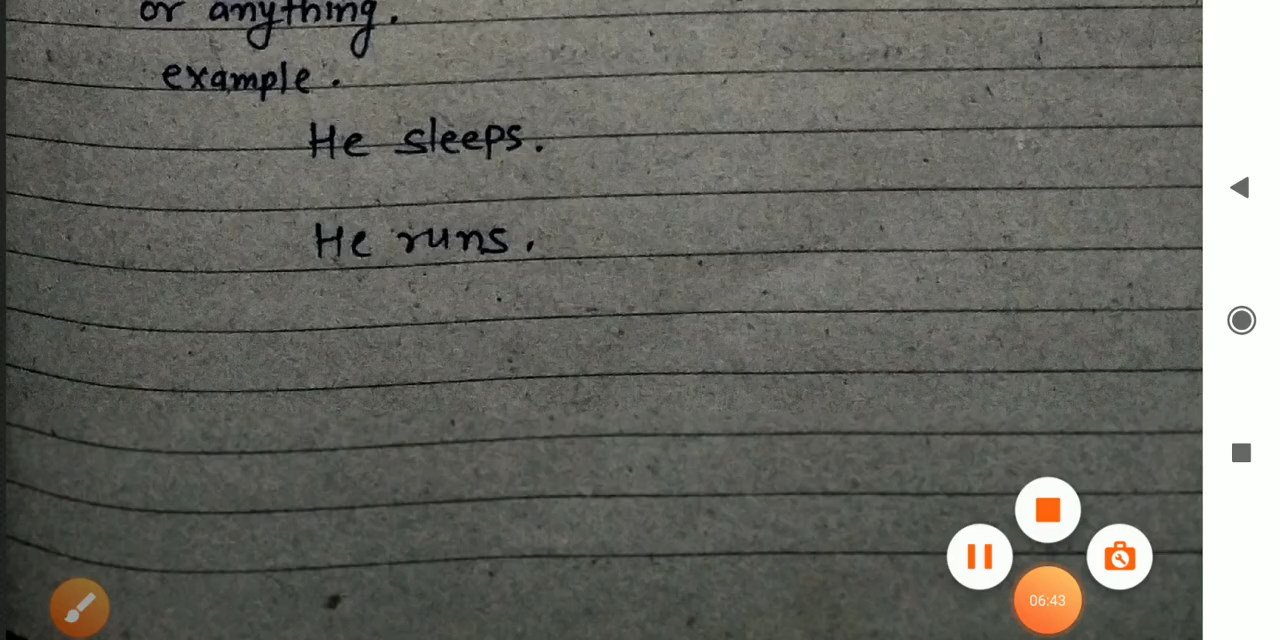 or anything.
example.
He sleeps.
He runs.
06:43